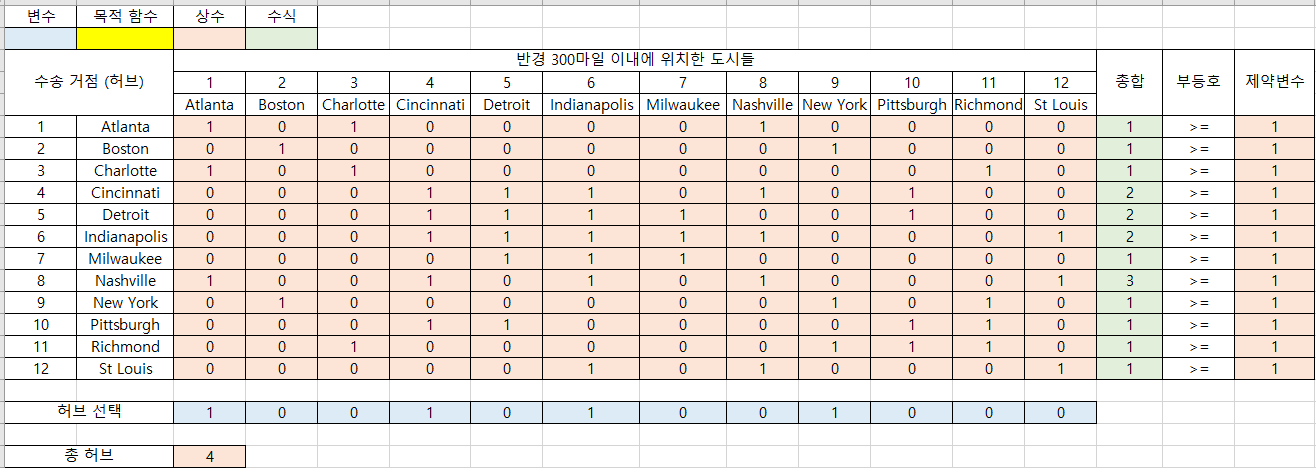 변수 목적 함수 상수 수식
반경 300마일 이내에 위치한 도시들
수송 거점 (허브) 1 2 3 4 5 6 7 8 9 10 11 12 종합 부등호 제약변수
Atlanta Boston Charlotte Cincinnati Detroit Indianapolis Milwaukee Nashville New York Pittsburgh Richmond St Louis
1 Atlanta 1 0 1 0 0 0 0 1 0 0 0 0 1 >= 1
2 Boston 0 1 0 0 0 0 0 0 1 0 0 0 1 >= 1
3 Charlotte 1 0 1 0 0 0 0 0 0 0 1 0 1 >= 1
4 Cincinnati 0 0 0 1 1 1 0 1 0 1 0 0 2 >= 1
5 Detroit 0 0 0 1 1 1 1 0 0 1 0 0 2 >= 1
6 Indianapolis 0 0 0 1 1 1 1 1 0 0 0 1 2 >= 1
7 Milwaukee 0 0 0 0 1 1 1 0 0 0 0 0 1 >= 1
8 Nashville 1 0 0 1 0 1 0 1 0 0 0 1 3 >= 1
9 New York 0 1 0 0 0 0 0 0 1 0 1 0 1 >= 1
10 Pittsburgh 0 0 0 1 1 0 0 0 0 1 1 0 1 >= 1
11 Richmond 0 0 1 0 0 0 0 0 1 1 1 0 1 >= 1
12 St Louis 0 0 0 0 0 1 0 1 0 0 0 1 1 >= 1
허브 선택 1 0 0 1 0 1 0 0 1 0 0 0
총 허브 4